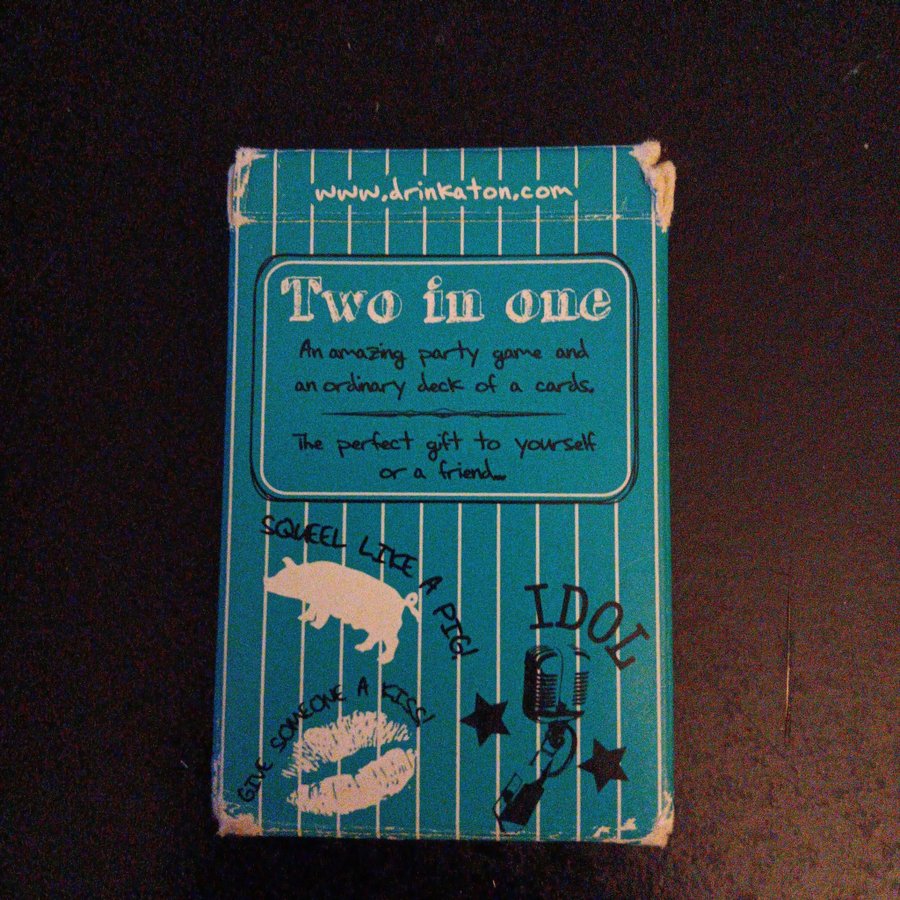 www.drinkaton.com
Two in one
An amazing party game and
an ordinary deck of a cards.
The perfect gift to yourself
or a friend...
SQUEEL LIKE A PIG!
IDOL
GIVE SOMEONE A KISS!